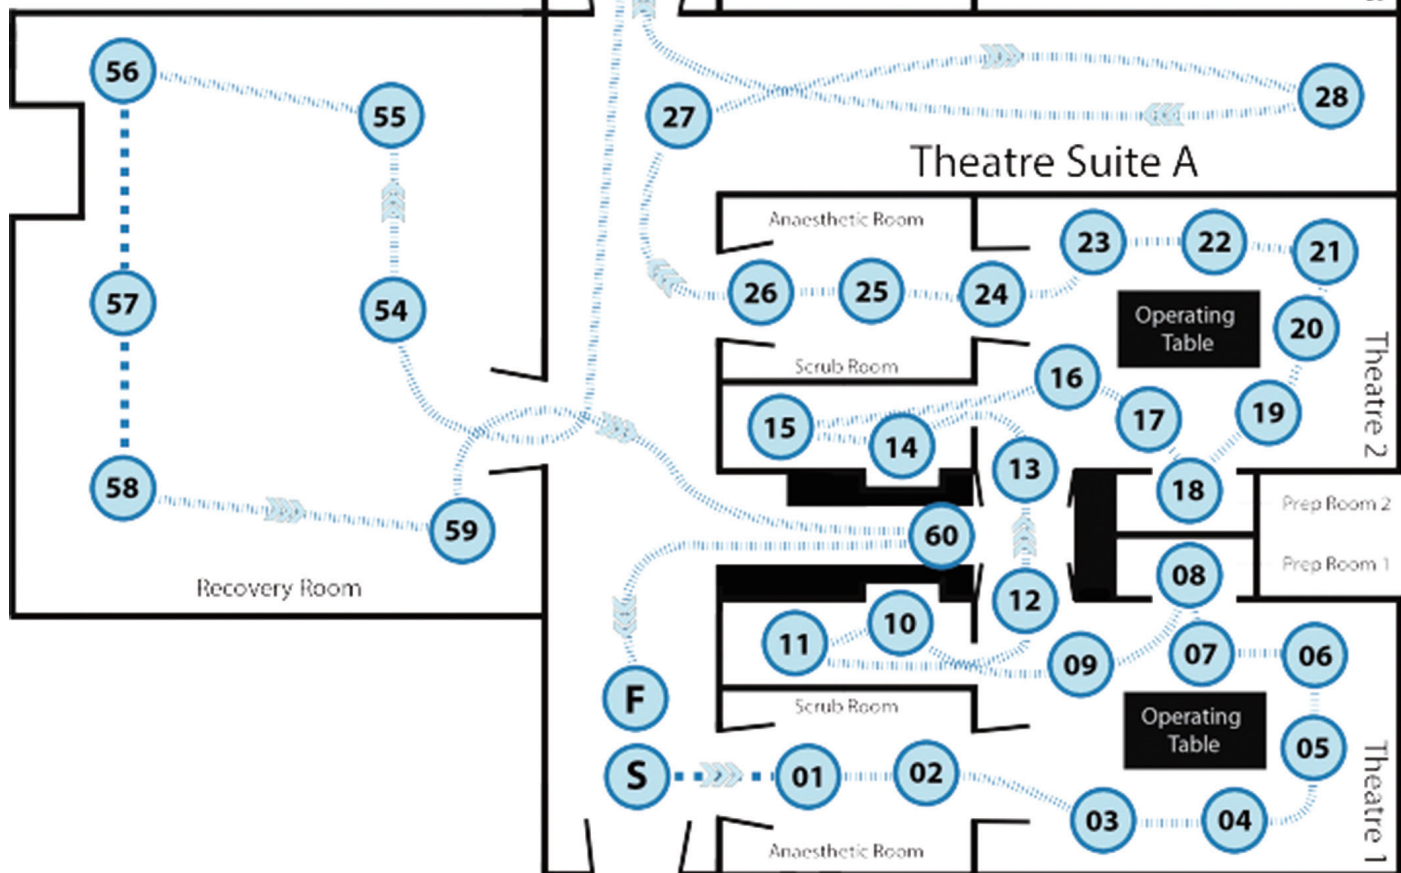 56
55
27
28
Theatre Suite A
Anaesthetic Room
23
22
21
26
25
24
57
54
Operating
Table
20
Theatre 2
Scrub Room
16
15
14
17
19
13
58
18
Prep Room 2
59
60
Prep Room 1
08
Recovery Room
12
10
11
09
07
06
F
Scrub Room
Operating
Table
05
Theatre 1
S
01
02
03
04
Anaesthetic Room